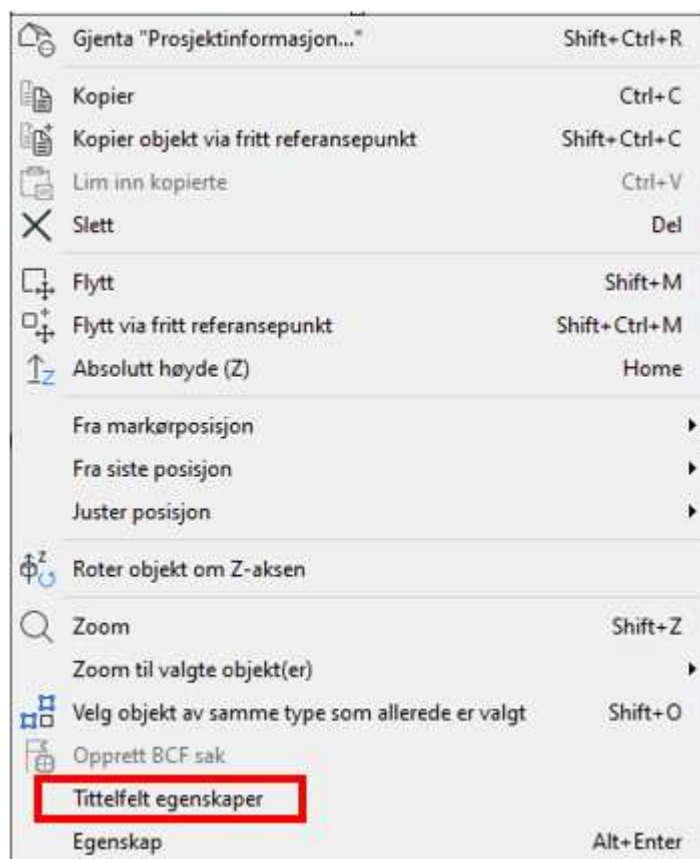 Gjenta "Prosjektinformasjon..." Shift+Ctrl+R
Kopier Ctrl+C
Kopier objekt via fritt referansepunkt Shift+Ctrl+C
Lim inn kopierte Ctrl+V
Slett Del
Flytt Shift+M
Flytt via fritt referansepunkt Shift+Ctrl+M
Absolutt høyde (Z) Home
Fra markørposisjon
Fra siste posisjon
Juster posisjon
Roter objekt om Z-aksen
Zoom Shift+Z
Zoom til valgte objekt(er)
Velg objekt av samme type som allerede er valgt Shift+O
Opprett BCF sak
Tittelfelt egenskaper
Egenskap Alt+Enter